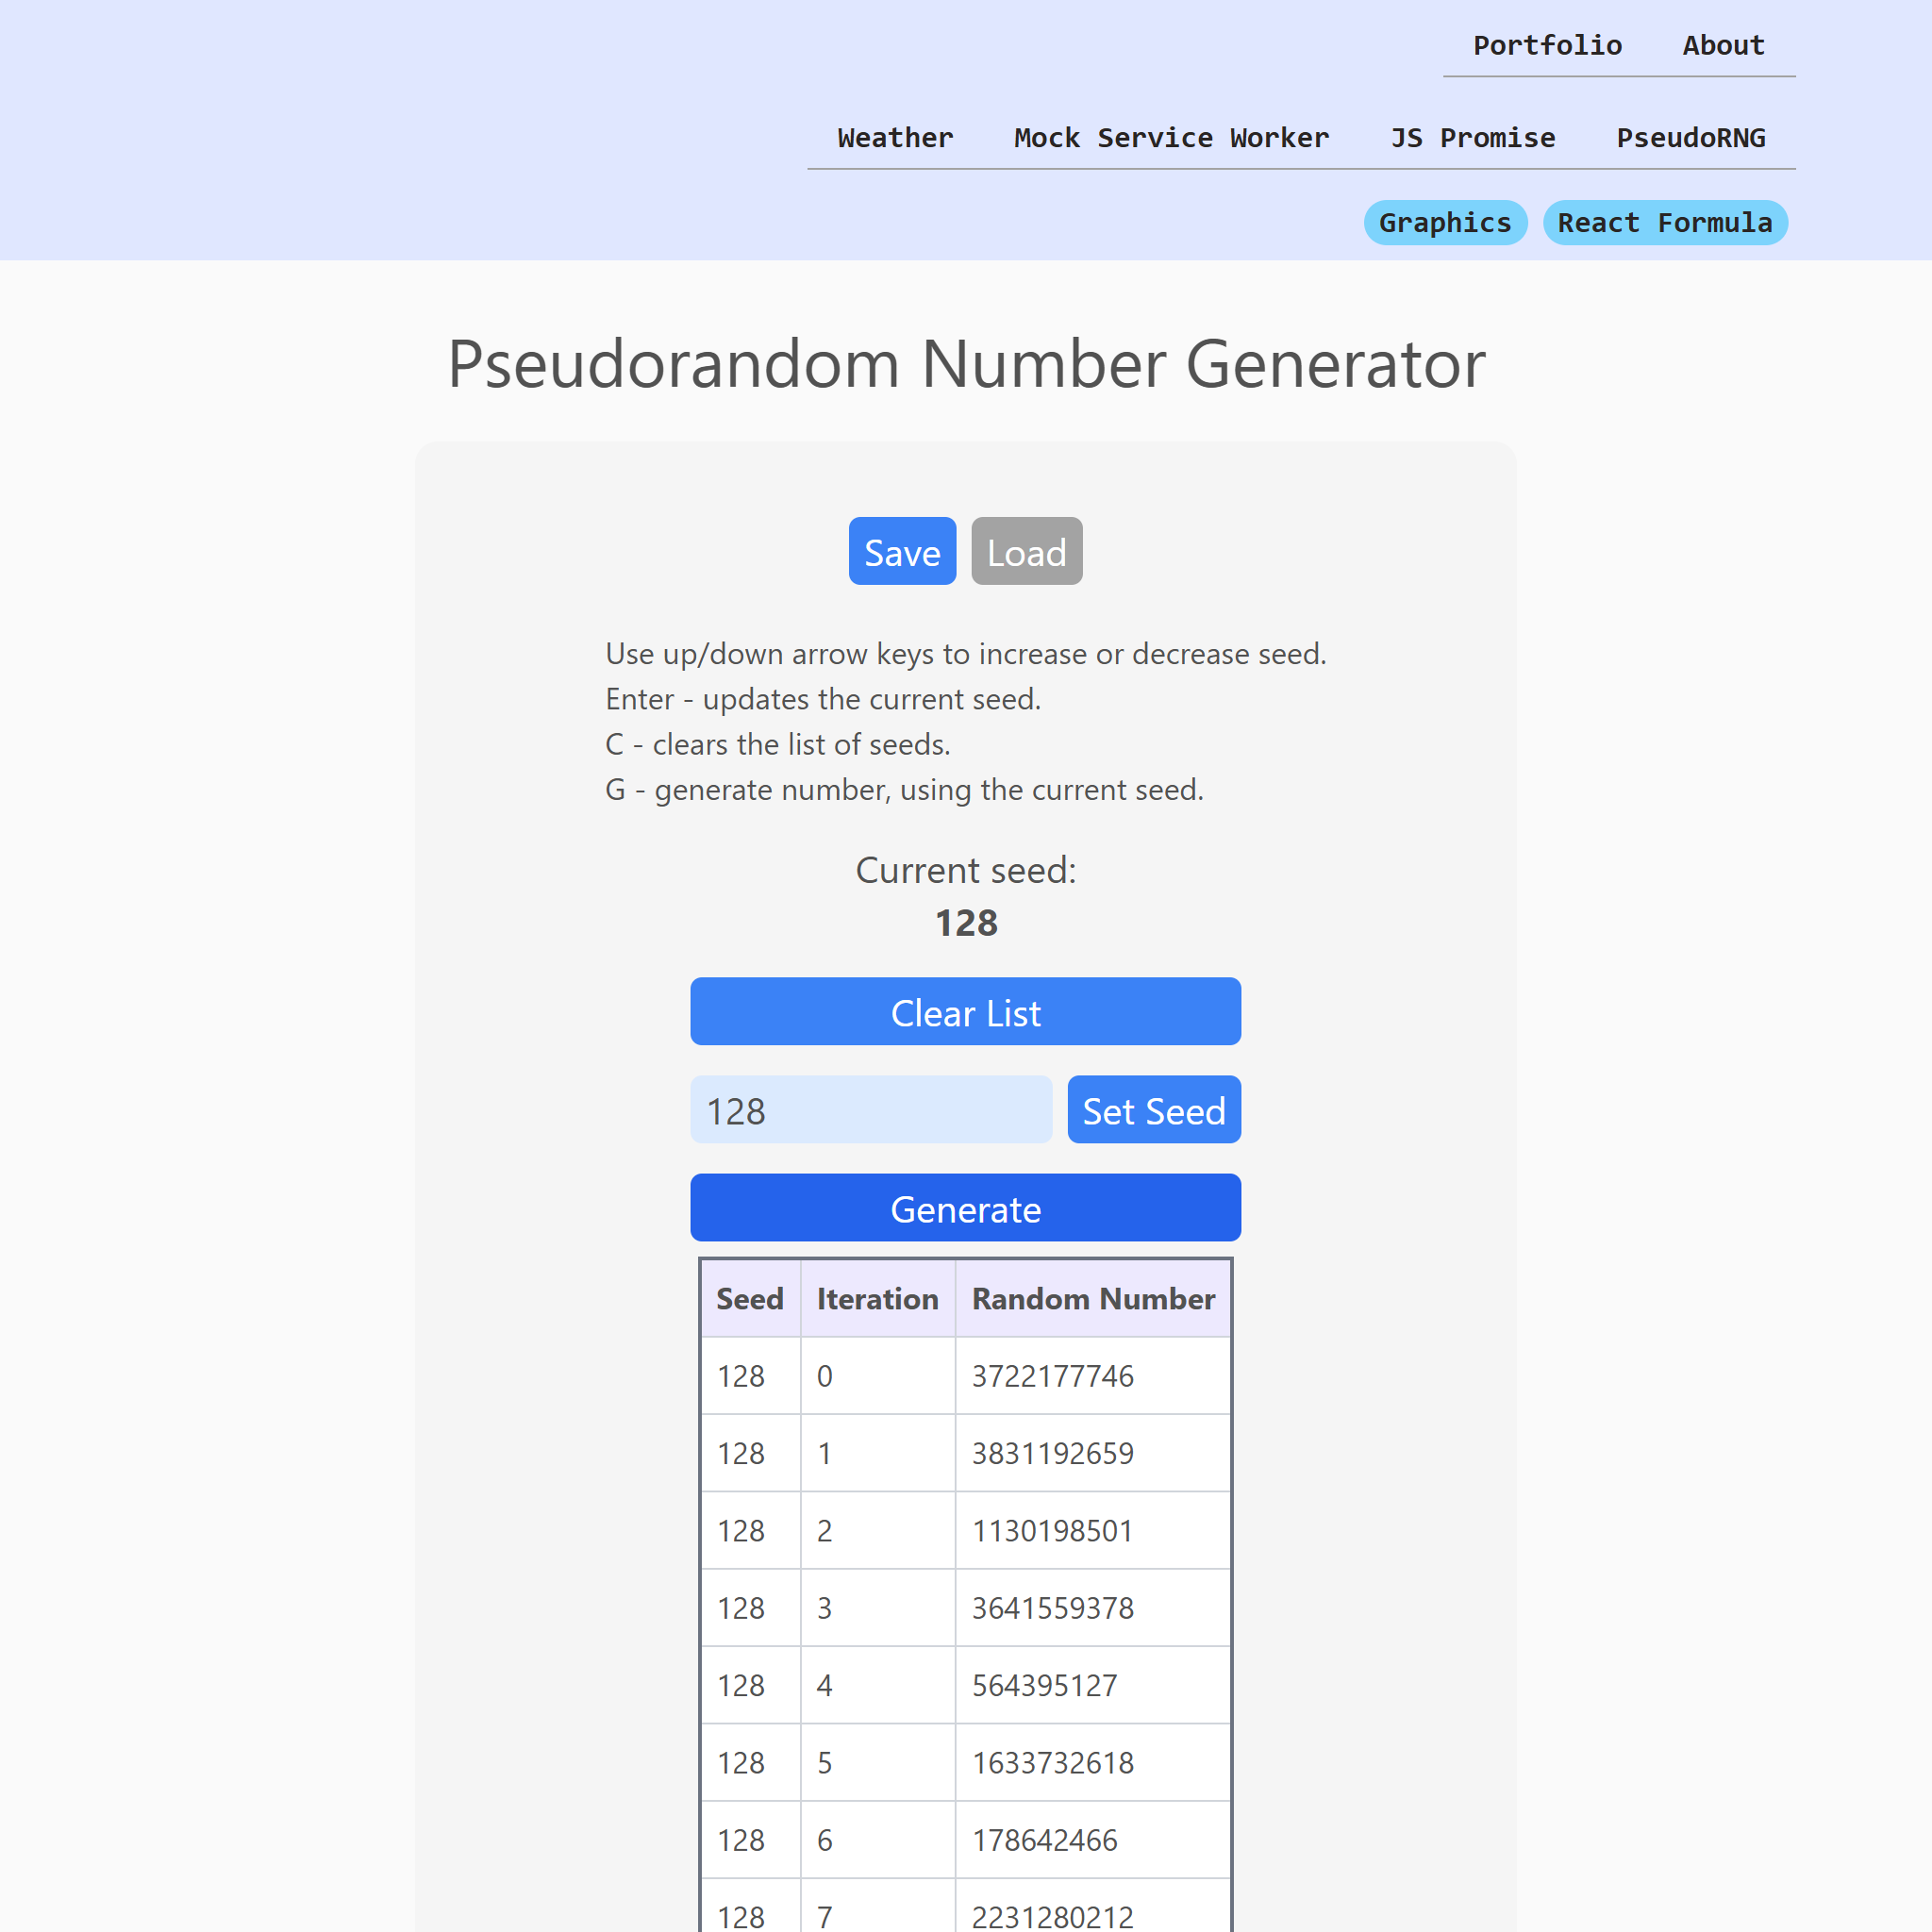 Portfolio About
Weather Mock Service Worker JS Promise PseudoRNG
Graphics React Formula
Pseudorandom Number Generator
Save Load
Use up/down arrow keys to increase or decrease seed.
Enter - updates the current seed.
C - clears the list of seeds.
G - generate number, using the current seed.
Current seed:
128
Clear List
128 Set Seed
Generate
Seed Iteration Random Number
128 0 3722177746
128 1 3831192659
128 2 1130198501
128 3 3641559378
128 4 564395127
128 5 1633732618
128 6 178642466
128 7 2231280212